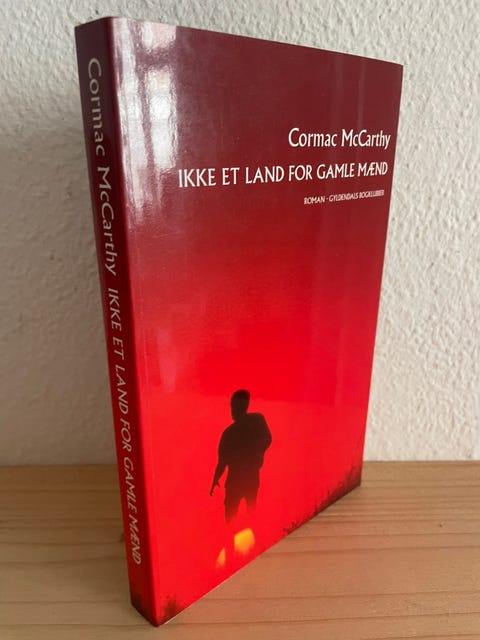 Cormac McCarthy
IKKE ET LAND FOR GAMLE MÆND
ROMAN · GYLDENDALS BOGKLUBBER
Cormac McCarthy IKKE ET LAND FOR GAMLE MÆND